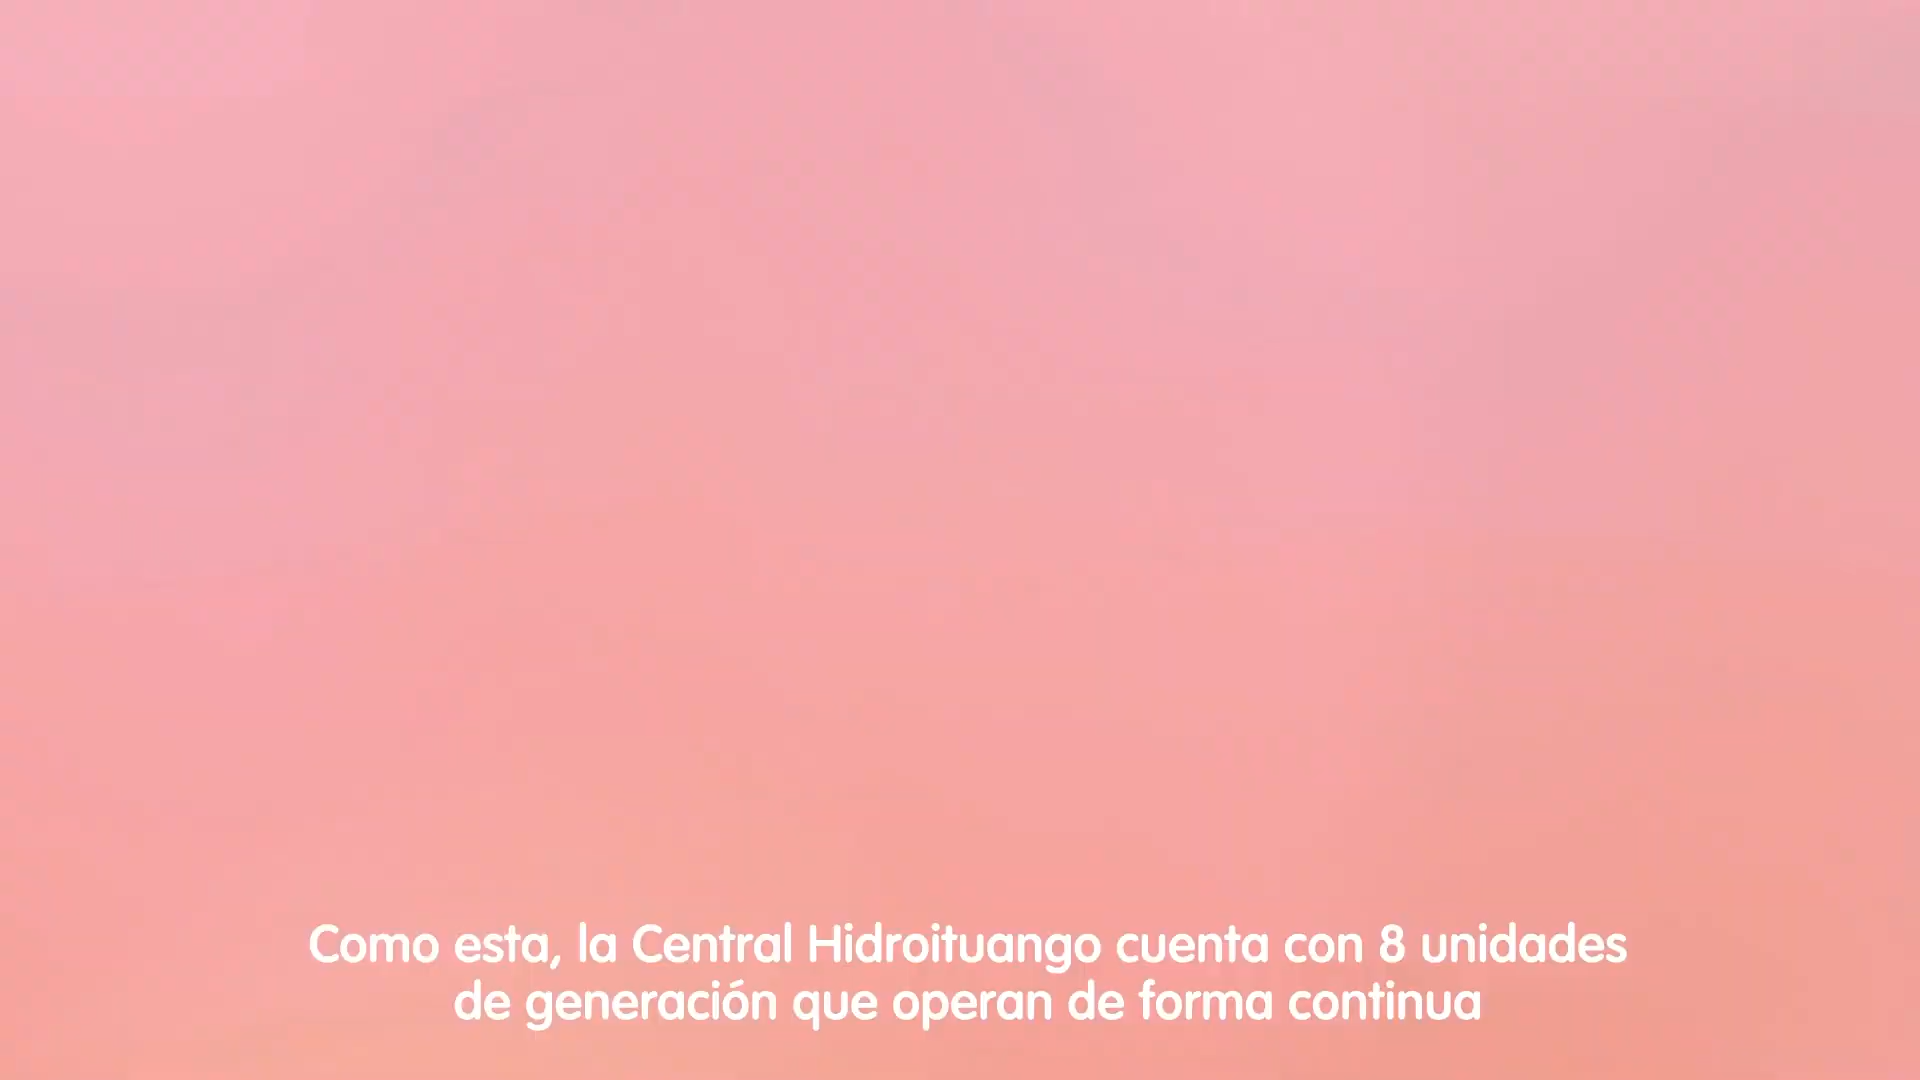 Como esta, la Central Hidroituango cuenta con 8 unidades
de generación que operan de forma continua